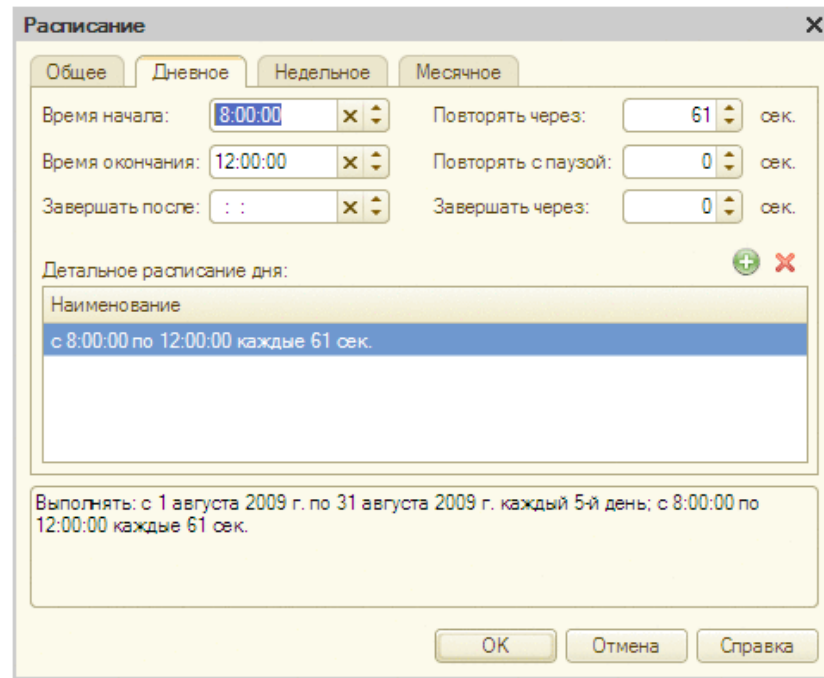 Расписание
Общее Дневное Недельное Месячное
Время начала: 8:00:00 Повторять через: 61 сек.
Время окончания: 12:00:00 Повторять с паузой: 0 сек.
Завершать после: : : Завершать через: 0 сек.
Детальное расписание дня:
Наименование
с 8:00:00 по 12:00:00 каждые 61 сек.
Выполнять: с 1 августа 2009 г. по 31 августа 2009 г. каждый 5-й день; с 8:00:00 по
12:00:00 каждые 61 сек.
OK Отмена Справка